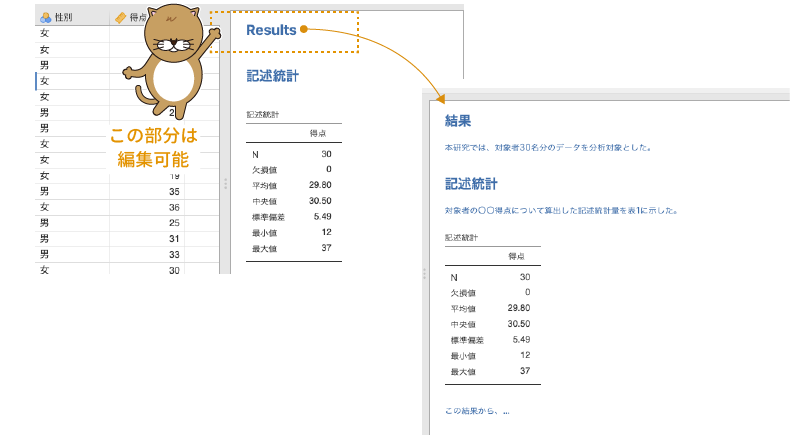 性別 得点
女
女
男
女
女
男 2
男
女
女
女 19
男 35
女 36
男 25
男 31
男 33
女 30
この部分は
編集可能
Results
記述統計
記述統計
得点
N 30
欠損値 0
平均値 29.80
中央値 30.50
標準偏差 5.49
最小値 12
最大値 37
結果
本研究では、対象者30名分のデータを分析対象とした。
記述統計
対象者の〇〇得点について算出した記述統計量を表1に示した。
記述統計
得点
N 30
欠損値 0
平均値 29.80
中央値 30.50
標準偏差 5.49
最小値 12
最大値 37
この結果から、...